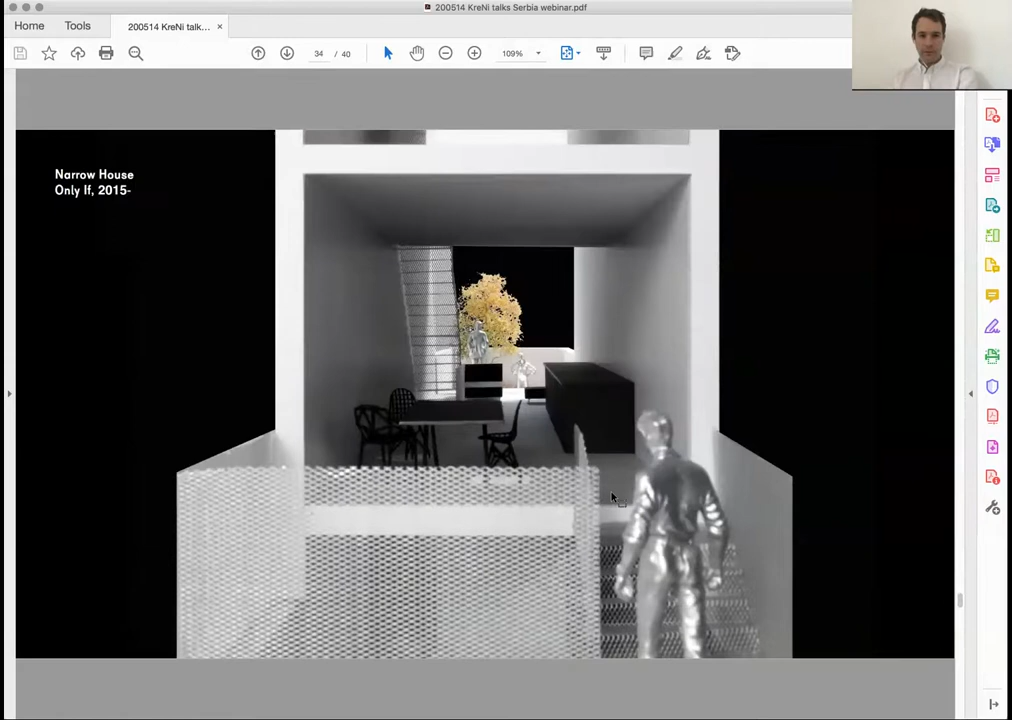 200514 KreNi talks Serbia webinar.pdf
Home
Tools
200514 KreNi talk...
34 / 40
109%
Narrow House
Only If, 2015-